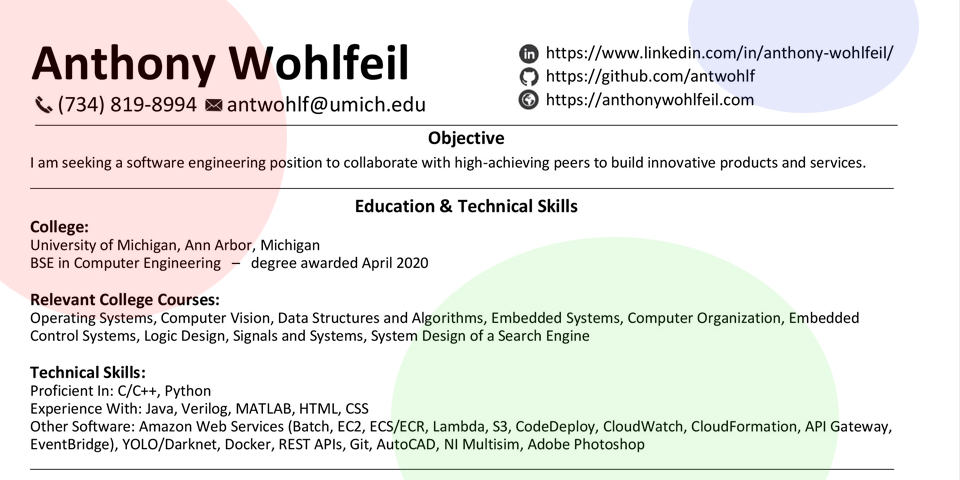 Anthony Wohlfeil
(734) 819-8994 antwohlf@umich.edu
https://www.linkedin.com/in/anthony-wohlfeil/
https://github.com/antwohlf
https://anthonywohlfeil.com
Objective
I am seeking a software engineering position to collaborate with high-achieving peers to build innovative products and services.
Education & Technical Skills
College:
University of Michigan, Ann Arbor, Michigan
BSE in Computer Engineering – degree awarded April 2020
Relevant College Courses:
Operating Systems, Computer Vision, Data Structures and Algorithms, Embedded Systems, Computer Organization, Embedded
Control Systems, Logic Design, Signals and Systems, System Design of a Search Engine
Technical Skills:
Proficient In: C/C++, Python
Experience With: Java, Verilog, MATLAB, HTML, CSS
Other Software: Amazon Web Services (Batch, EC2, ECS/ECR, Lambda, S3, CodeDeploy, CloudWatch, CloudFormation, API Gateway,
EventBridge), YOLO/Darknet, Docker, REST APIs, Git, AutoCAD, NI Multisim, Adobe Photoshop